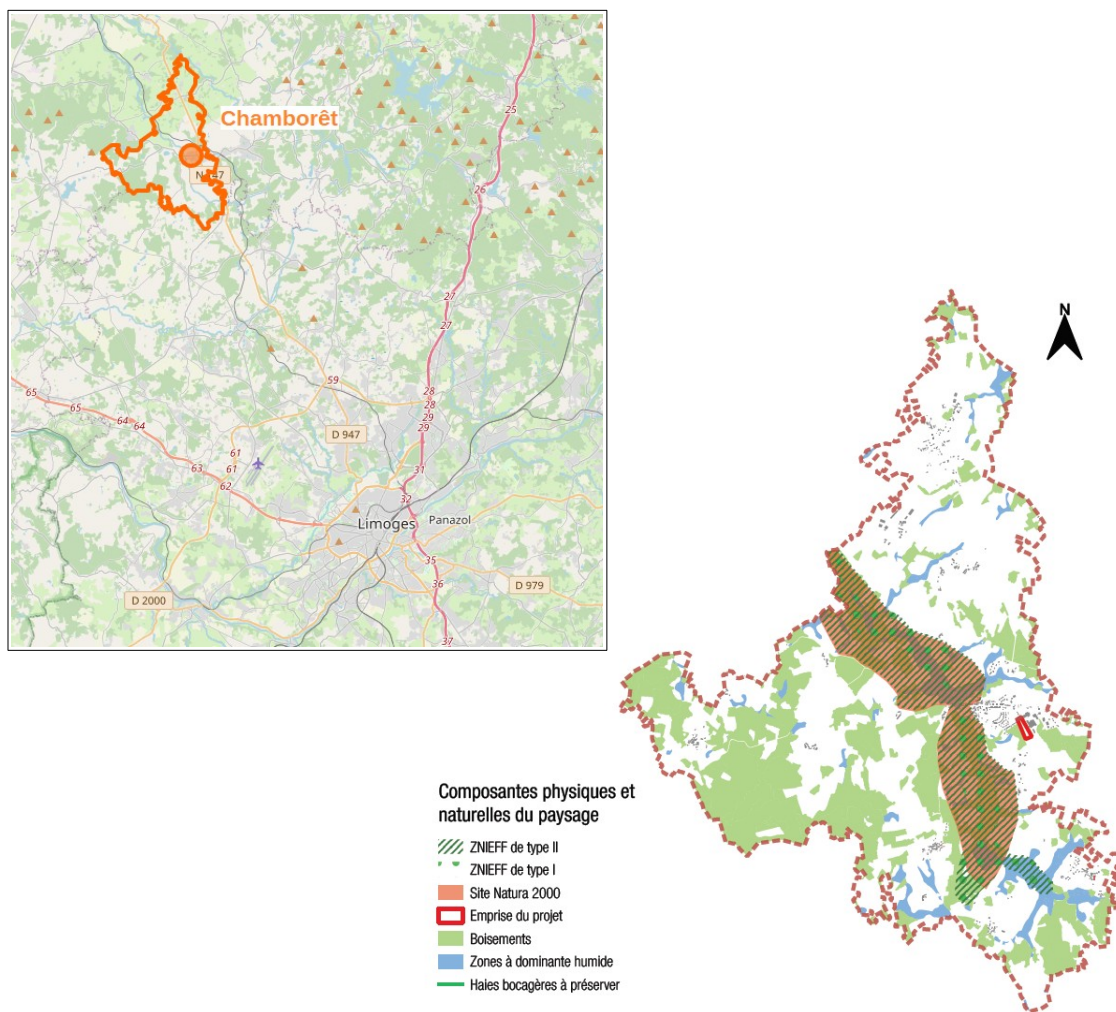 25
Chamborêt
26
N 147
27
27
59
28
28
29
29
65
65
64
64
D 947
63
61
61
62
31
32
Limoges
Panazol
35
36
D 979
D 2000
37
N
Composantes physiques et
naturelles du paysage
ZNIEFF de type II
ZNIEFF de type I
Site Natura 2000
Emprise du projet
Boisements
Zones à dominante humide
Haies bocagères à préserver